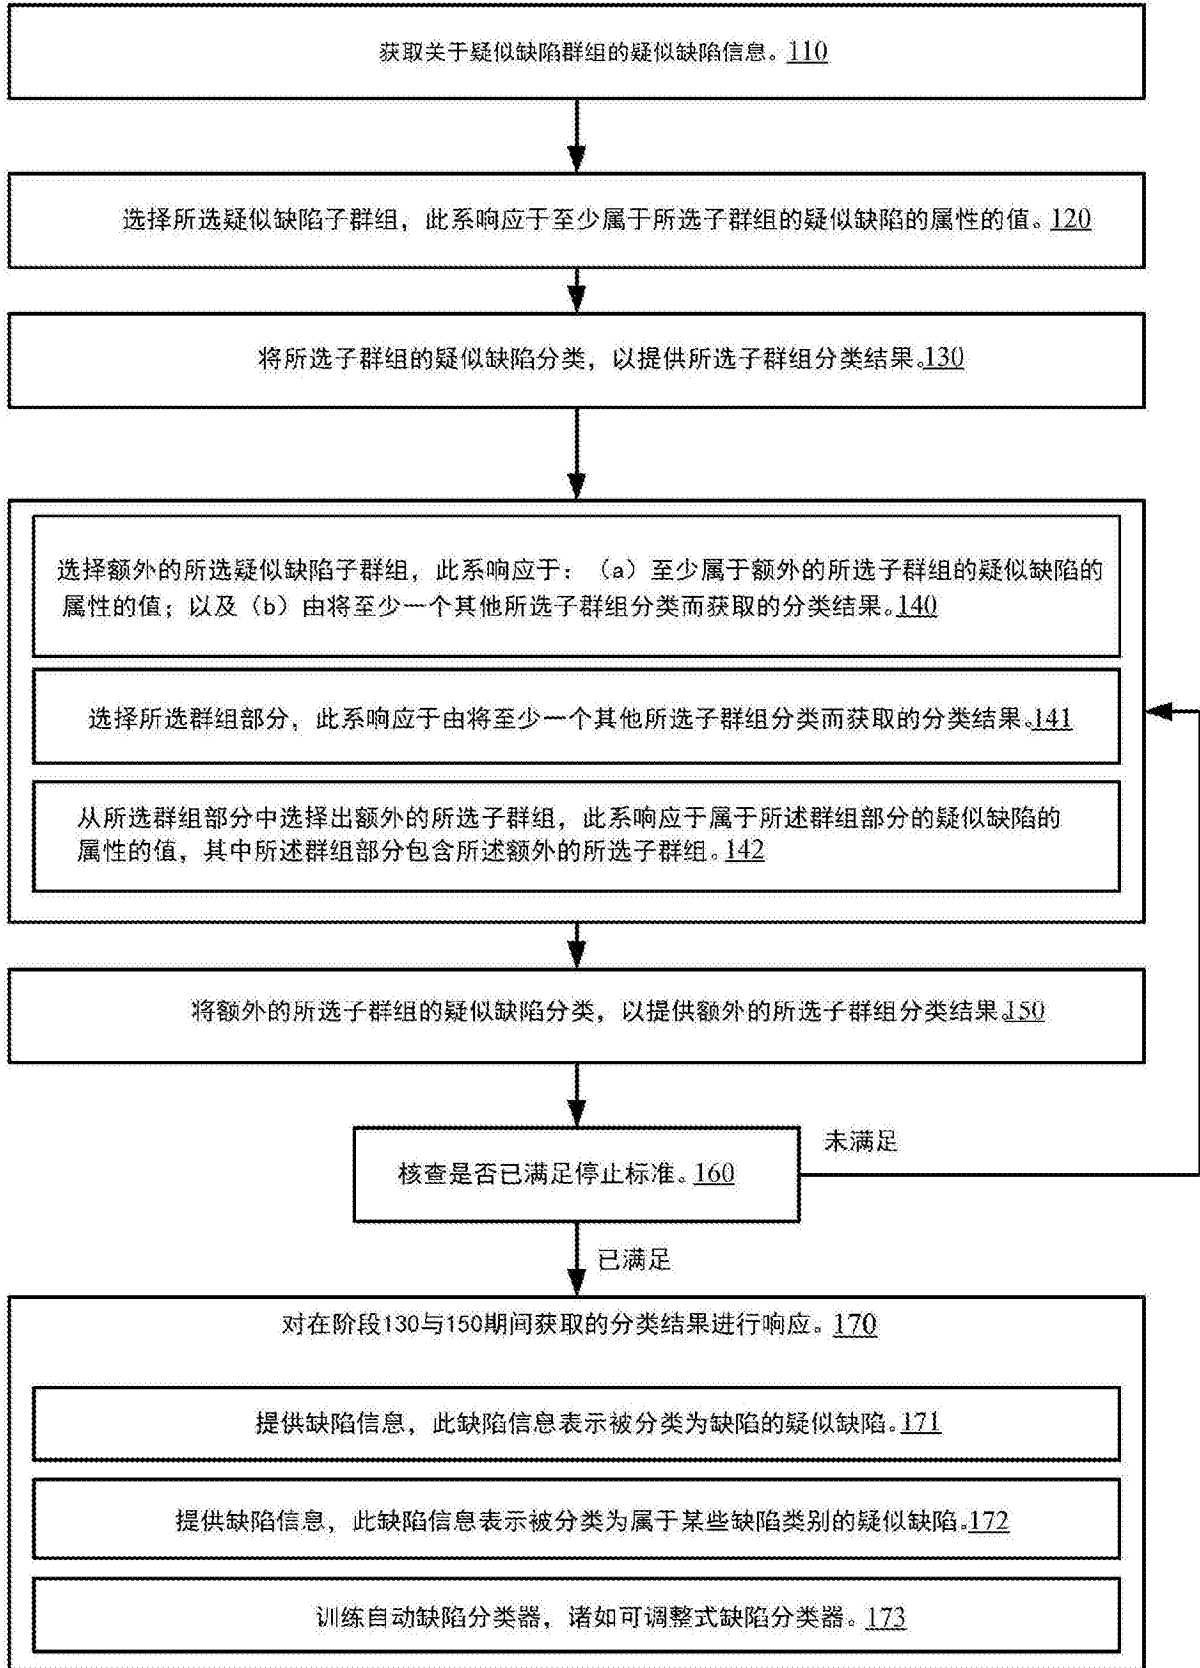 获取关于疑似缺陷群组的疑似缺陷信息。110
选择所选疑似缺陷子群组，此系响应于至少属于所选子群组的疑似缺陷的属性的值。120
将所选子群组的疑似缺陷分类，以提供所选子群组分类结果。130
选择额外的所选疑似缺陷子群组，此系响应于：（a）至少属于额外的所选子群组的疑似缺陷的
属性的值；以及（b）由将至少一个其他所选子群组分类而获取的分类结果。140
选择所选群组部分，此系响应于由将至少一个其他所选子群组分类而获取的分类结果。141
从所选群组部分中选择出额外的所选子群组，此系响应于属于所述群组部分的疑似缺陷的
属性的值，其中所述群组部分包含所述额外的所选子群组。142
将额外的所选子群组的疑似缺陷分类，以提供额外的所选子群组分类结果。150
未满足
核查是否已满足停止标准。160
已满足
对在阶段130与150期间获取的分类结果进行响应。170
提供缺陷信息，此缺陷信息表示被分类为缺陷的疑似缺陷。171
提供缺陷信息，此缺陷信息表示被分类为属于某些缺陷类别的疑似缺陷。172
训练自动缺陷分类器，诸如可调整式缺陷分类器。173